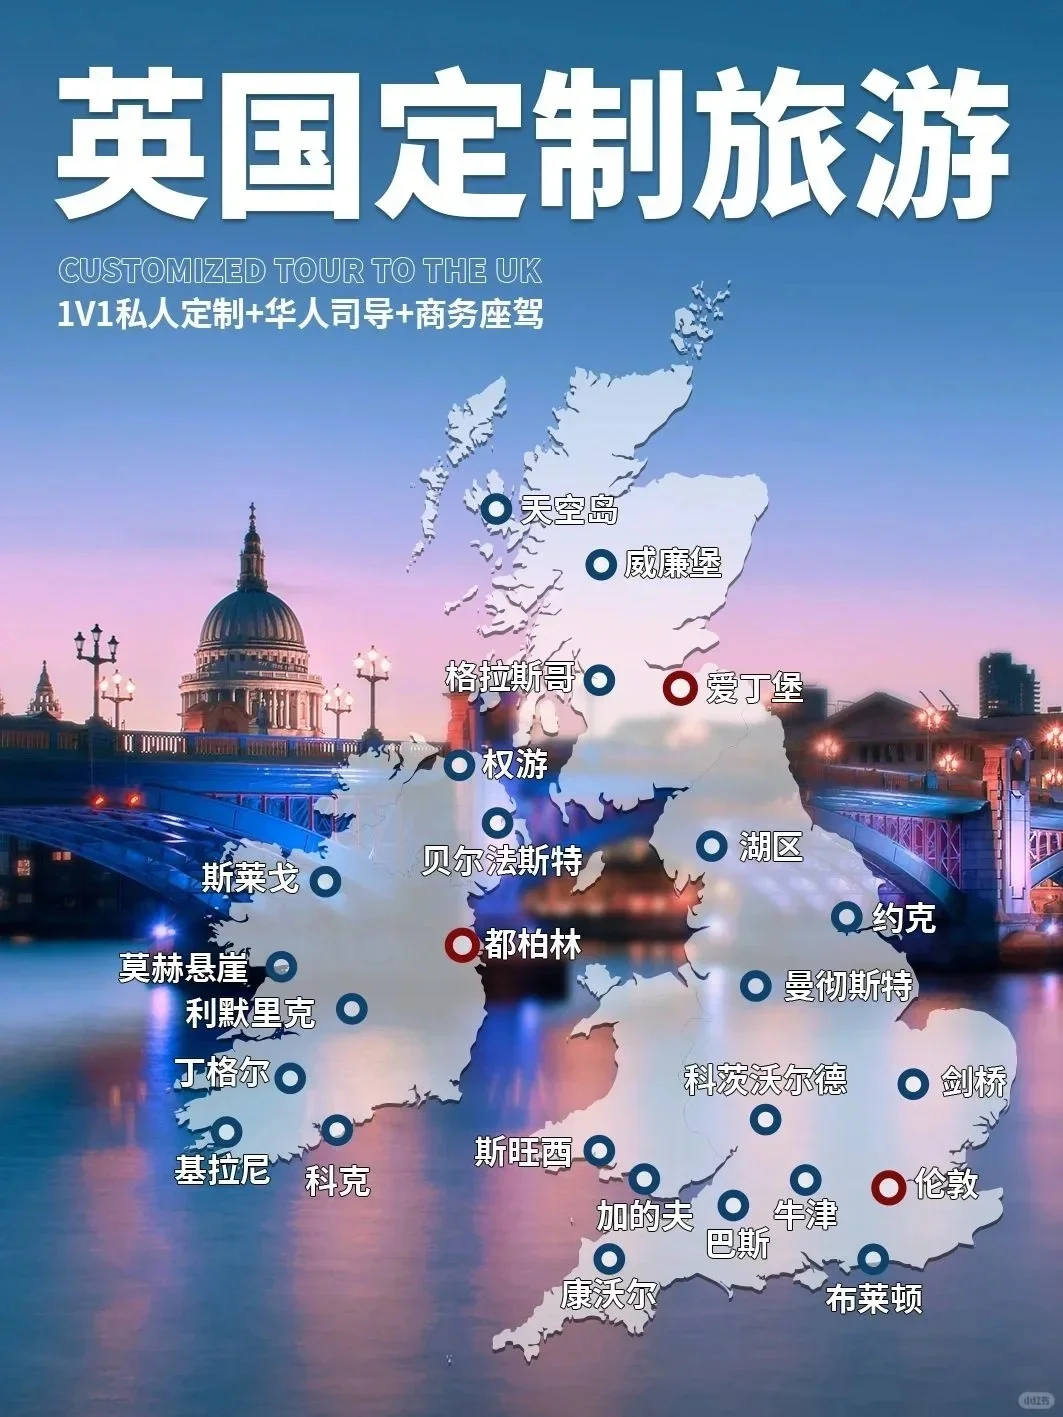 英国定制旅游
CUSTOMIZED TOUR TO THE UK
1V1私人定制+华人司导+商务座驾
天空岛
威廉堡
格拉斯哥
爱丁堡
权游
贝尔法斯特
湖区
斯莱戈
约克
都柏林
莫赫悬崖
曼彻斯特
利默里克
丁格尔
科茨沃尔德
剑桥
基拉尼
科克
斯旺西
加的夫
巴斯
牛津
伦敦
康沃尔
布莱顿
小红书